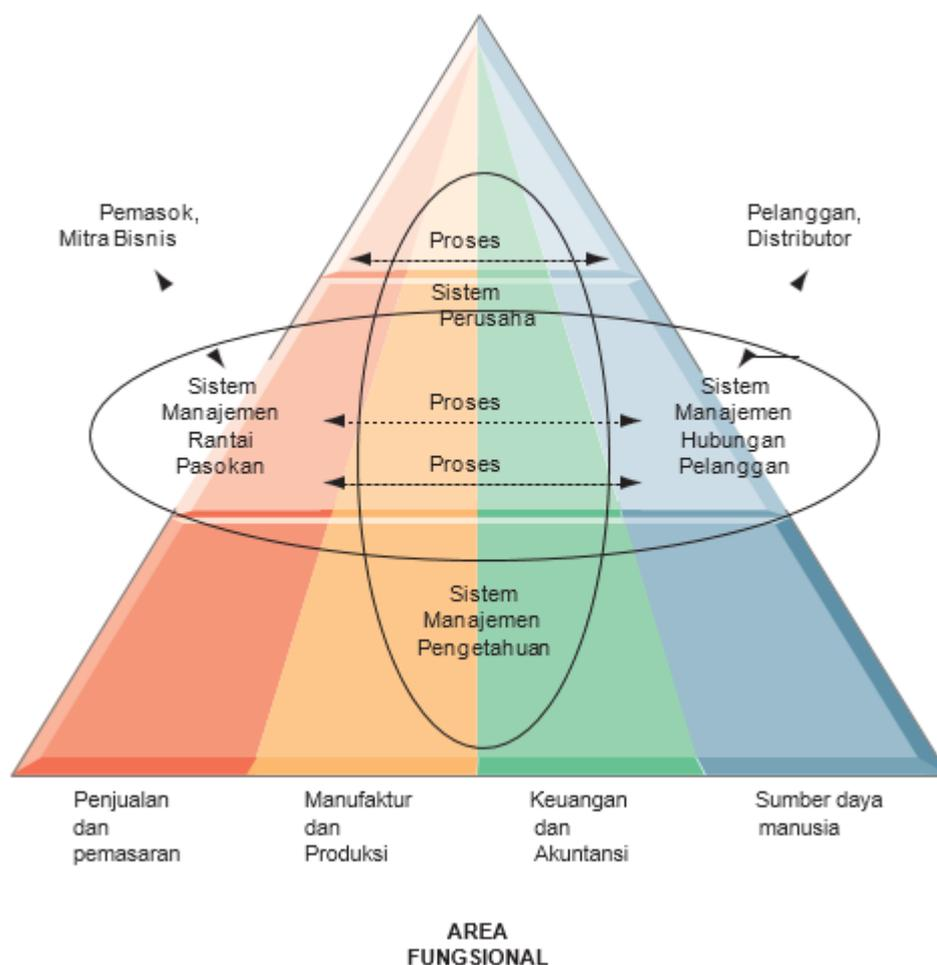 Pemasok,
Mitra Bisnis
Pelanggan,
Distributor
Proses
Sistem
Perusaha
Sistem
Manajemen
Rantai
Pasokan
Proses
Proses
Sistem
Manajemen
Hubungan
Pelanggan
Sistem
Manajemen
Pengetahuan
Penjualan
dan
pemasaran
Manufaktur
dan
Produksi
Keuangan
dan
Akuntansi
Sumber daya
manusia
AREA
FUNGSIONAL